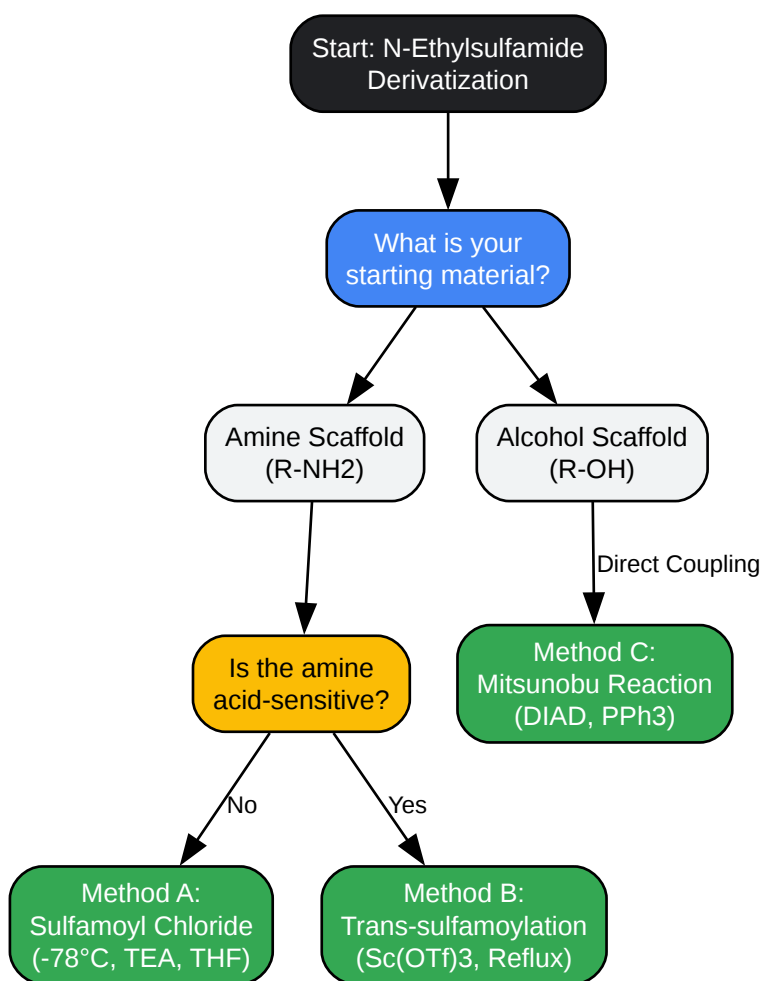 Start: N-Ethylsulfamide
Derivatization
What is your
starting material?
Amine Scaffold
(R-NH2)
Alcohol Scaffold
(R-OH)
Direct Coupling
Is the amine
acid-sensitive?
Method C:
Mitsunobu Reaction
(DIAD, PPh3)
No
Yes
Method A:
Sulfamoyl Chloride
(-78°C, TEA, THF)
Method B:
Trans-sulfamoylation
(Sc(OTf)3, Reflux)